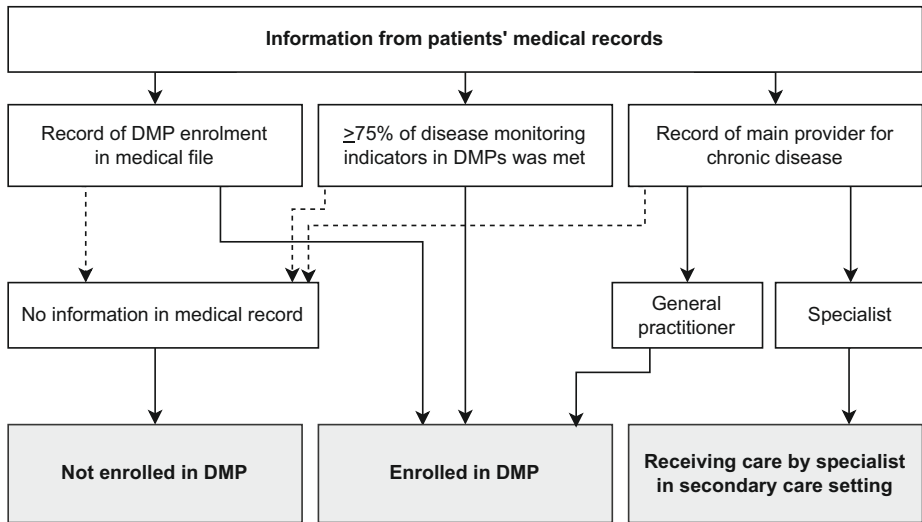 Information from patients' medical records
Record of DMP enrolment
in medical file
≥75% of disease monitoring
indicators in DMPs was met
Record of main provider for
chronic disease
No information in medical record
General
practitioner
Specialist
Not enrolled in DMP
Enrolled in DMP
Receiving care by specialist
in secondary care setting